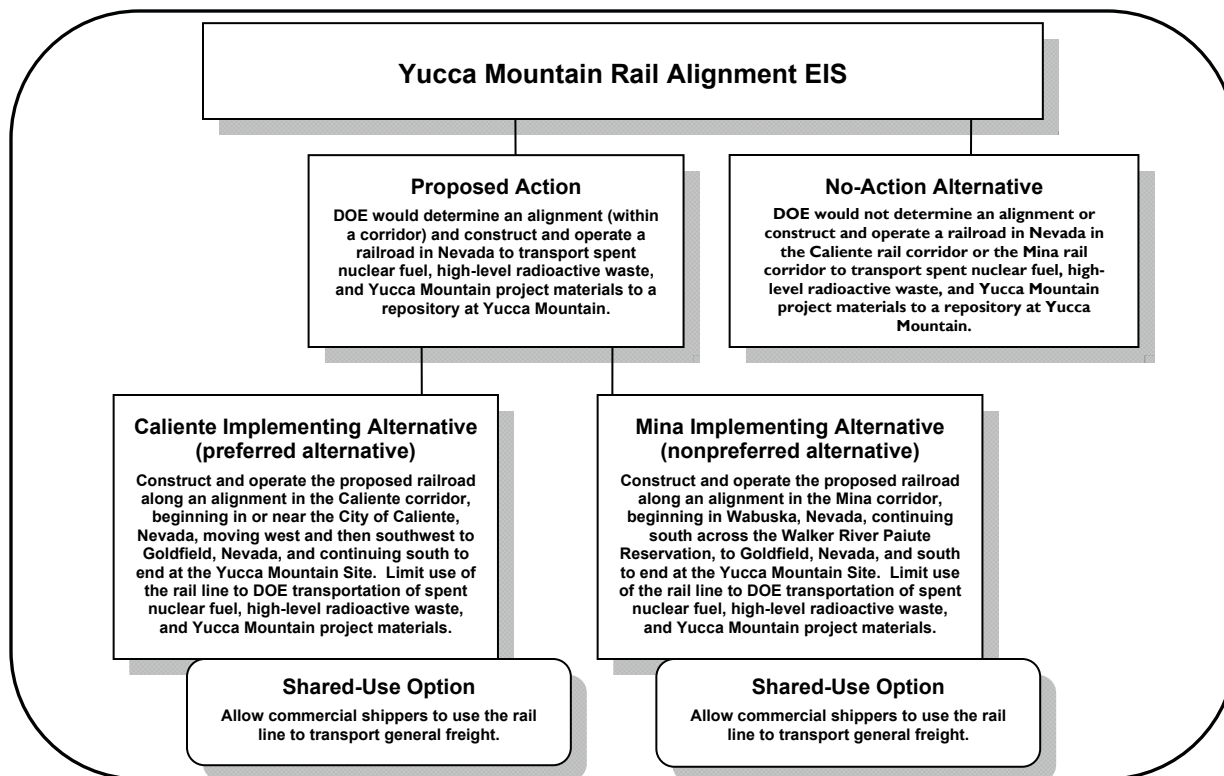 Yucca Mountain Rail Alignment EIS
Proposed Action
DOE would determine an alignment (within
a corridor) and construct and operate a
railroad in Nevada to transport spent
nuclear fuel, high-level radioactive waste,
and Yucca Mountain project materials to a
repository at Yucca Mountain.
No-Action Alternative
DOE would not determine an alignment or
construct and operate a railroad in Nevada in
the Caliente rail corridor or the Mina rail
corridor to transport spent nuclear fuel, high-
level radioactive waste, and Yucca Mountain
project materials to a repository at Yucca
Mountain.
Caliente Implementing Alternative
(preferred alternative)
Construct and operate the proposed railroad
along an alignment in the Caliente corridor,
beginning in or near the City of Caliente,
Nevada, moving west and then southwest to
Goldfield, Nevada, and continuing south to
end at the Yucca Mountain Site. Limit use of
the rail line to DOE transportation of spent
nuclear fuel, high-level radioactive waste,
and Yucca Mountain project materials.
Mina Implementing Alternative
(nonpreferred alternative)
Construct and operate the proposed railroad
along an alignment in the Mina corridor,
beginning in Wabuska, Nevada, continuing
south across the Walker River Paiute
Reservation, to Goldfield, Nevada, and south
to end at the Yucca Mountain Site. Limit use
of the rail line to DOE transportation of spent
nuclear fuel, high-level radioactive waste,
and Yucca Mountain project materials.
Shared-Use Option
Allow commercial shippers to use the rail
line to transport general freight.
Shared-Use Option
Allow commercial shippers to use the rail
line to transport general freight.